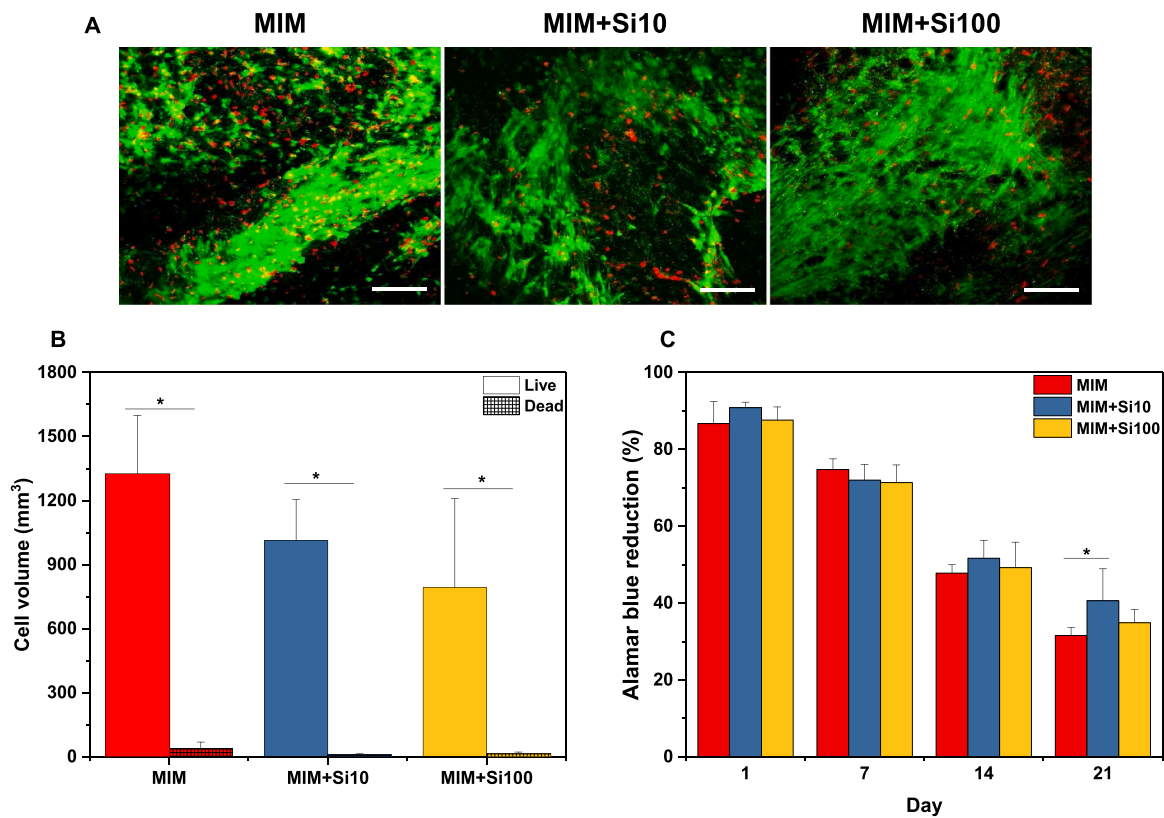 A
MIM
MIM+Si10
MIM+Si100
B
1800
1500
1200
900
600
300
0
Cell volume (mm³)
Live
Dead
*
*
*
MIM
MIM+Si10
MIM+Si100
C
100
80
60
40
20
0
Alamar blue reduction (%)
MIM
MIM+Si10
MIM+Si100
*
1
7
14
21
Day